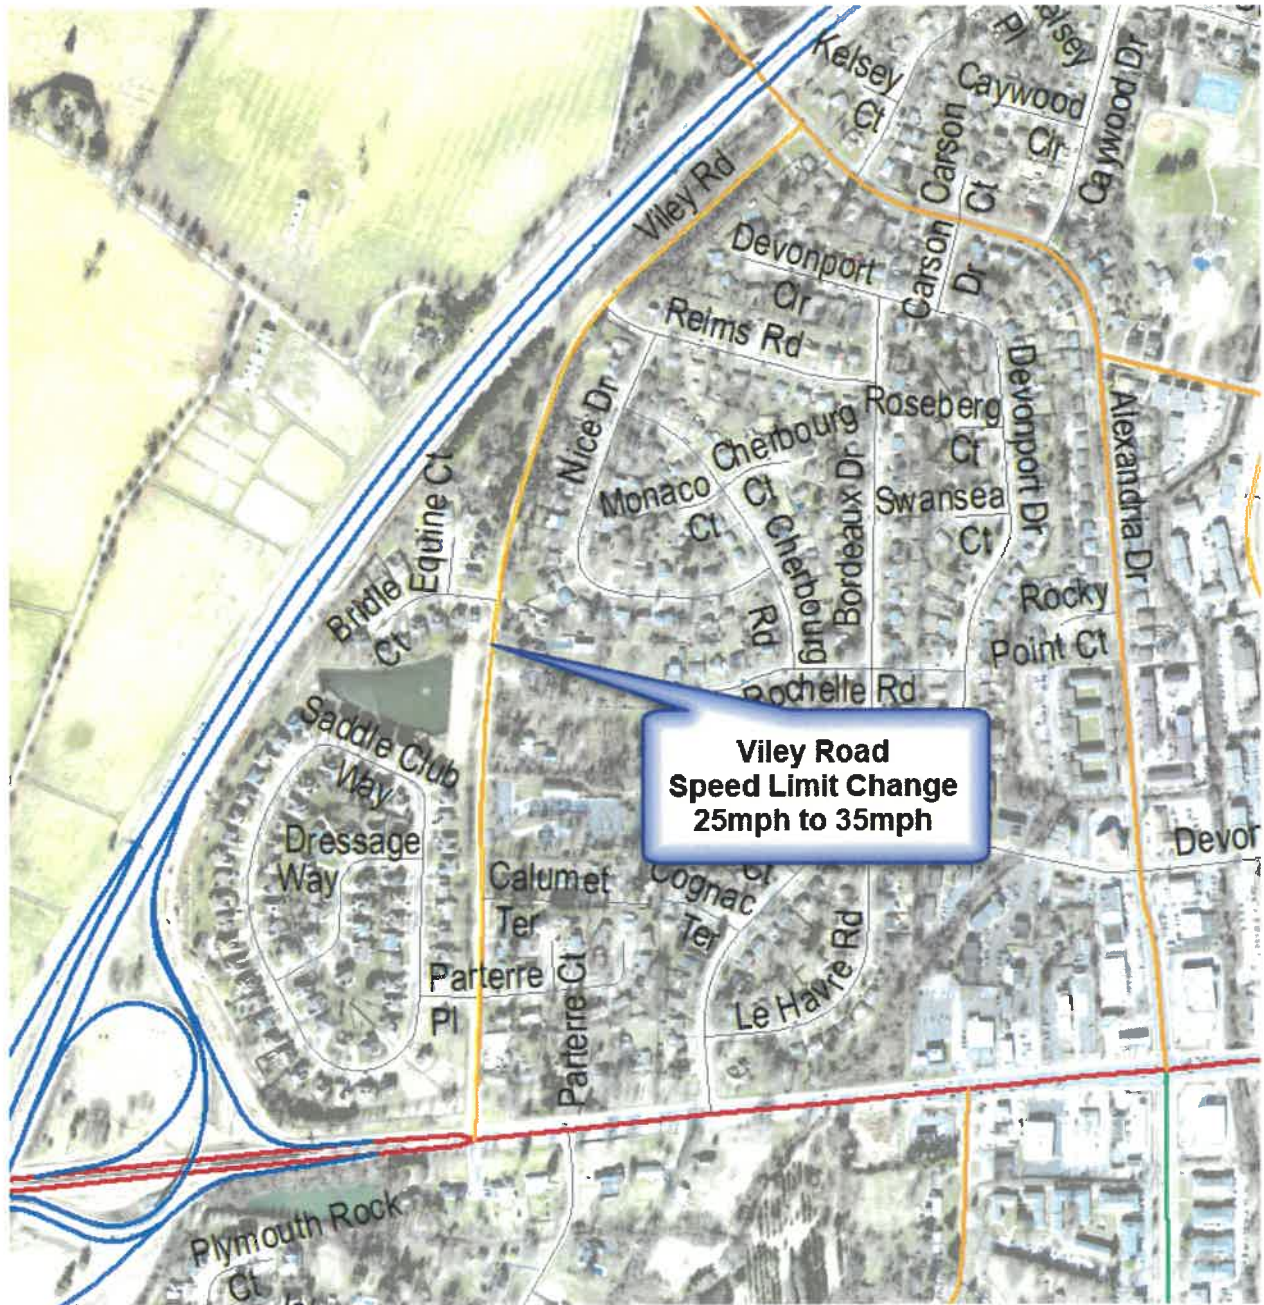 Kelsey
Ct
Pl
Caywood
Cir
Caywood Dr
Carson
Ct
Carson
Dr
Viley Rd
Devonport
Cir
Reims Rd
Nice Dr
Cherbourg
Ct
Monaco
Ct
Cherbourg
Rd
Bordeaux Dr
Roseberg
Ct
Swansea
Ct
Devonport Dr
Alexandria Dr
Equine Ct
Bridle
Ct
Rocky
Point Ct
Rochelle Rd
Viley Road
Speed Limit Change
25mph to 35mph
Saddle Club
Way
Dressage
Way
Calumet
Ter
Cognac
Ter
Ct
Devon
Parterre
Pl
Parterre Ct
Le Havre Rd
Plymouth Rock
Ct